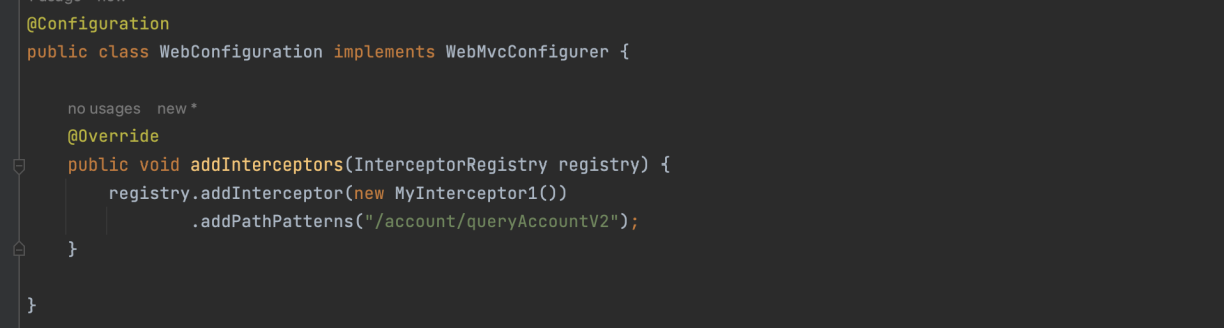 @Configuration
public class WebConfiguration implements WebMvcConfigurer {
no usages new *
@Override
public void addInterceptors(InterceptorRegistry registry) {
registry.addInterceptor(new MyInterceptor1())
.addPathPatterns("/account/queryAccountV2");
}
}